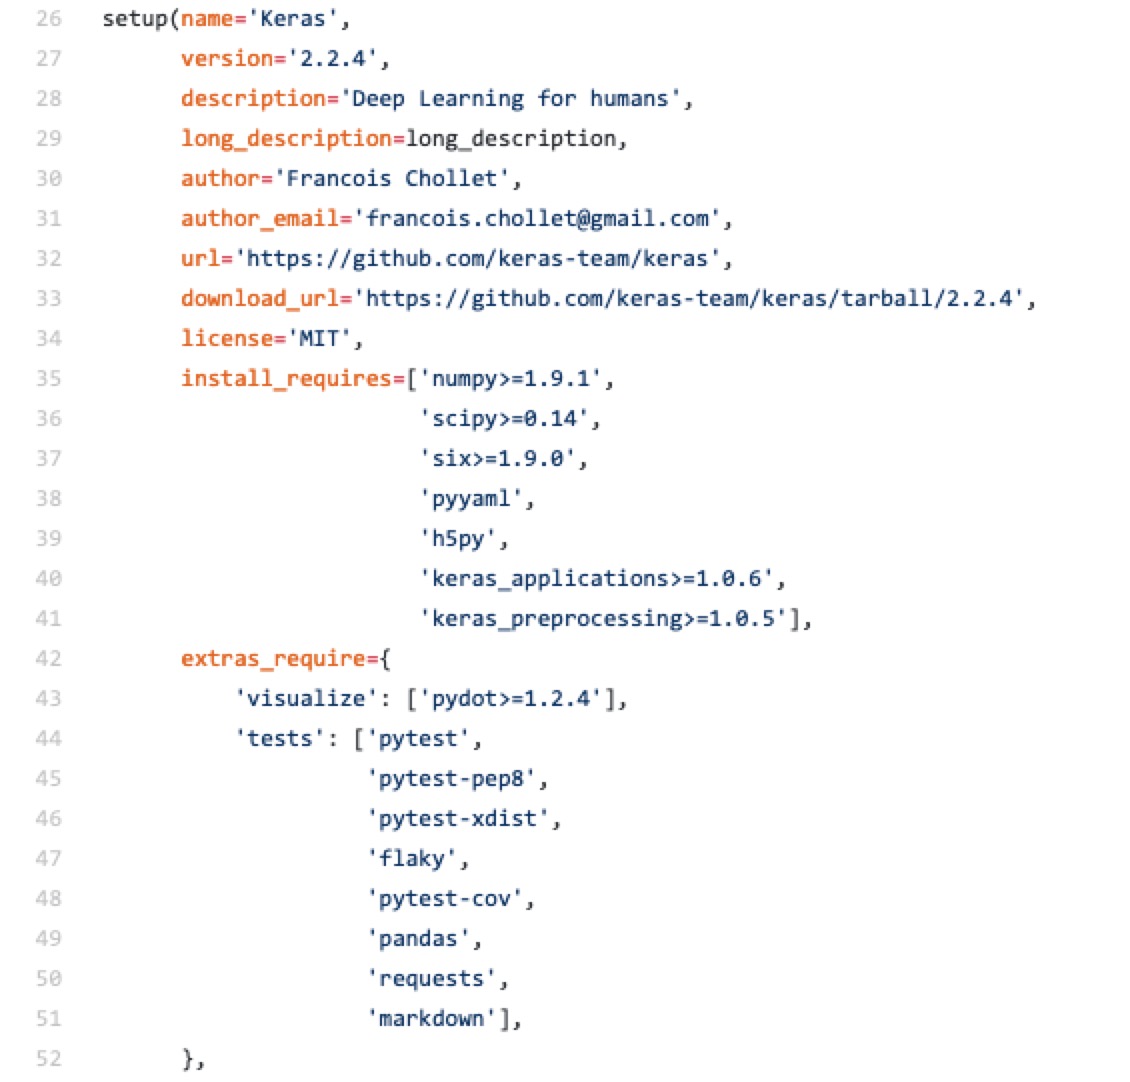 26 setup(name='Keras',
27 version='2.2.4',
28 description='Deep Learning for humans',
29 long_description=long_description,
30 author='Francois Chollet',
31 author_email='francois.chollet@gmail.com',
32 url='https://github.com/keras-team/keras',
33 download_url='https://github.com/keras-team/keras/tarball/2.2.4',
34 license='MIT',
35 install_requires=['numpy>=1.9.1',
36 'scipy>=0.14',
37 'six>=1.9.0',
38 'pyyaml',
39 'h5py',
40 'keras_applications>=1.0.6',
41 'keras_preprocessing>=1.0.5'],
42 extras_require={
43 'visualize': ['pydot>=1.2.4'],
44 'tests': ['pytest',
45 'pytest-pep8',
46 'pytest-xdist',
47 'flaky',
48 'pytest-cov',
49 'pandas',
50 'requests',
51 'markdown'],
52 },